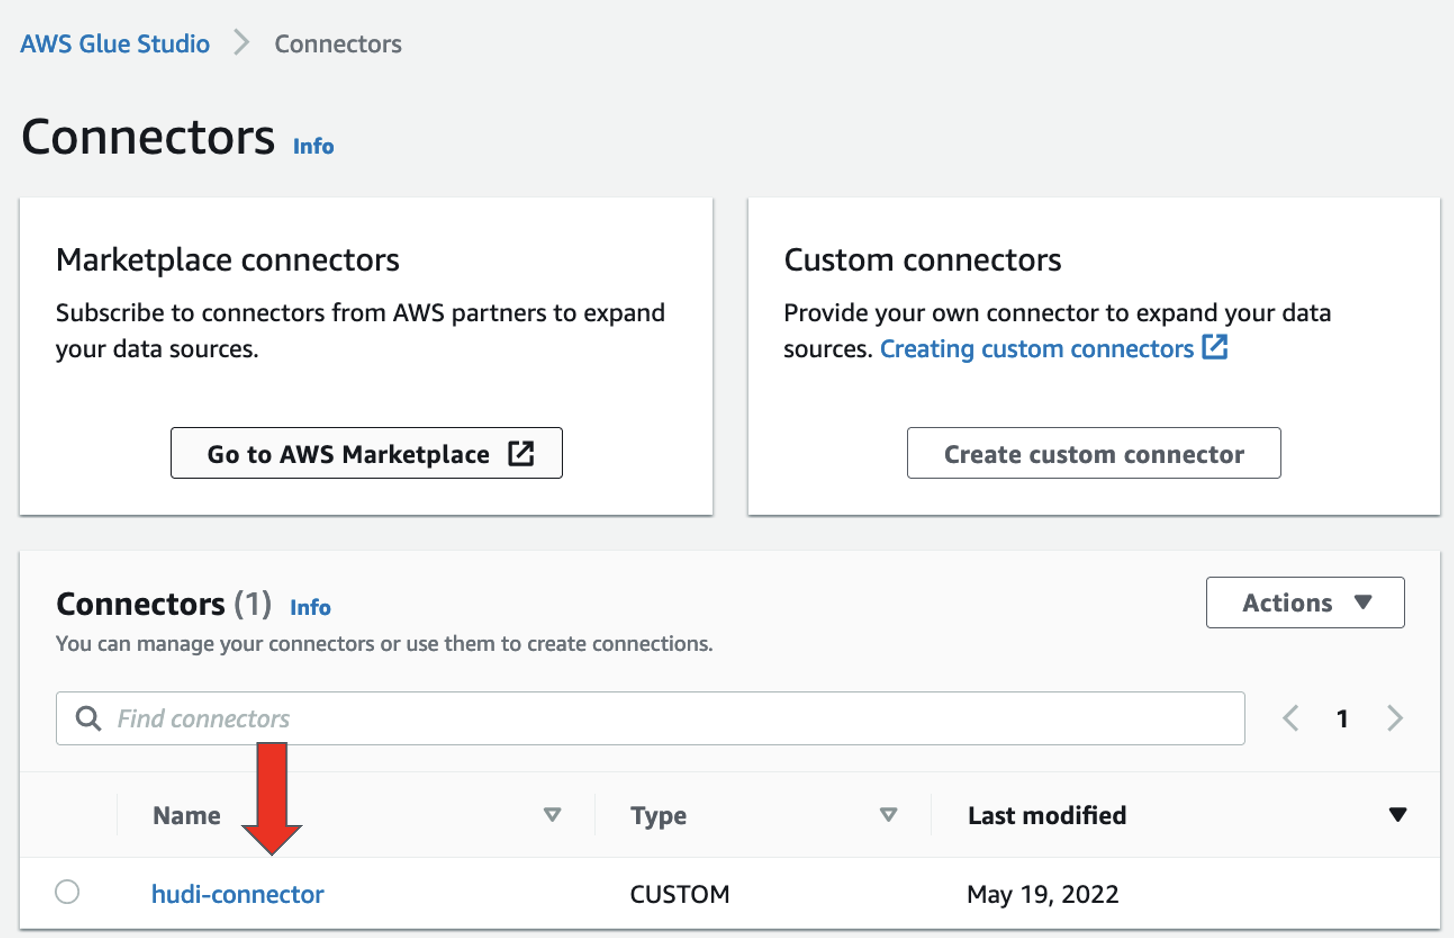 AWS Glue Studio > Connectors
Connectors Info
Marketplace connectors
Subscribe to connectors from AWS partners to expand
your data sources.
Go to AWS Marketplace
Custom connectors
Provide your own connector to expand your data
sources. Creating custom connectors
Create custom connector
Connectors (1) Info
Actions
You can manage your connectors or use them to create connections.
Find connectors
1
Name Type Last modified
hudi-connector CUSTOM May 19, 2022